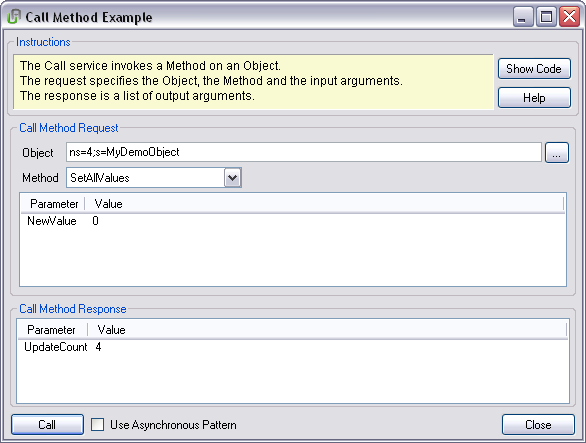 Call Method Example
Instructions
The Call service invokes a Method on an Object.
The request specifies the Object, the Method and the input arguments.
The response is a list of output arguments.
Show Code
Help
Call Method Request
Object ns=4;s=MyDemoObject ...
Method SetAllValues
Parameter Value
NewValue 0
Call Method Response
Parameter Value
UpdateCount 4
Call Use Asynchronous Pattern Close